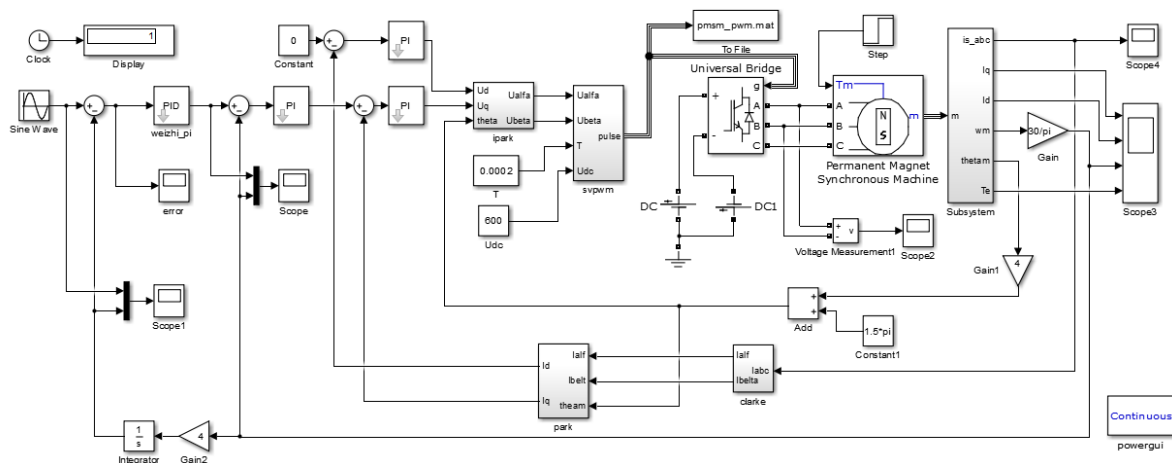 Clock
1
Display
0
Constant
PI
Sine Wave
PID
weizhi_pi
PI
PI
error
Scope
Scope1
Ud
Uq
theta
Ualfa
Ubeta
ipark
Ualfa
Ubeta
T
Udc
pulse
svpwm
0.0002
T
600
Udc
pmsm_pwm.mat
To File
Universal Bridge
g
+
-
A
B
C
DC
DC1
Step
Tm
A
B
C
N
S
m
Permanent Magnet
Synchronous Machine
+
-
v
Voltage Measurement1
Scope2
m
is_abc
Iq
Id
wm
thetam
Te
Subsystem
30/pi
Gain
Scope4
Scope3
4
Gain1
+
+
Add
1.5*pi
Constant1
Ialf
Ibelta
Iabc
clarke
Id
Iq
Ialf
Ibelt
theam
park
1
s
Integrator
4
Gain2
Continuous
powergui